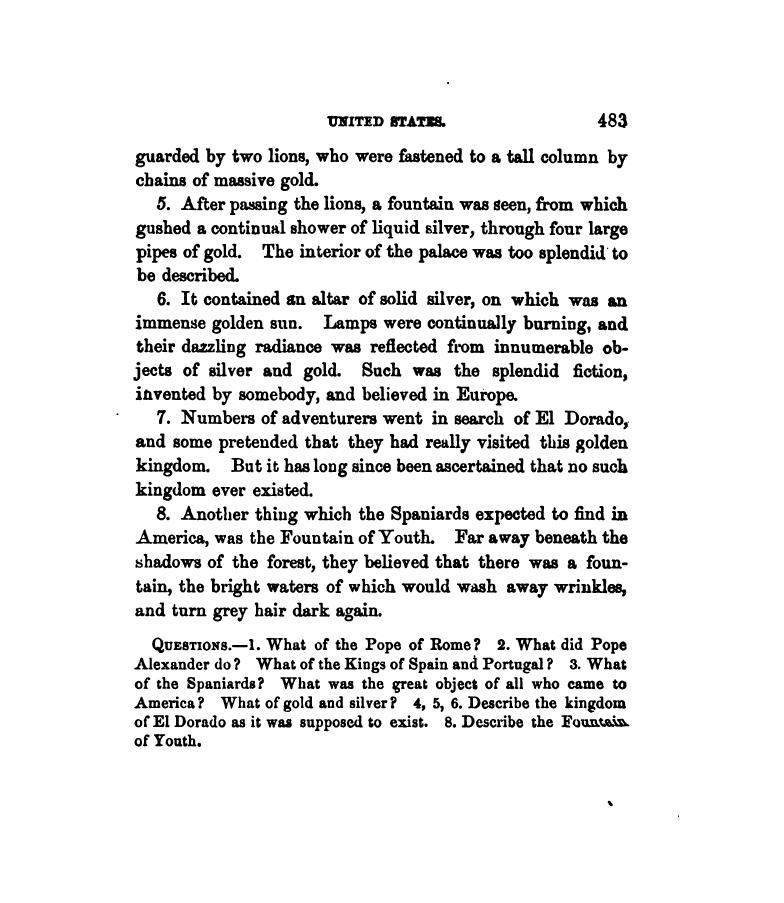 UNITED STATES. 483
guarded by two lions, who were fastened to a tall column by
chains of massive gold.
5. After passing the lions, a fountain was seen, from which
gushed a continual shower of liquid silver, through four large
pipes of gold. The interior of the palace was too splendid to
be described.
6. It contained an altar of solid silver, on which was an
immense golden sun. Lamps were continually burning, and
their dazzling radiance was reflected from innumerable ob-
jects of silver and gold. Such was the splendid fiction,
invented by somebody, and believed in Europe.
7. Numbers of adventurers went in search of El Dorado,
and some pretended that they had really visited this golden
kingdom. But it has long since been ascertained that no such
kingdom ever existed.
8. Another thing which the Spaniards expected to find in
America, was the Fountain of Youth. Far away beneath the
shadows of the forest, they believed that there was a foun-
tain, the bright waters of which would wash away wrinkles,
and turn grey hair dark again.
QUESTIONS.—1. What of the Pope of Rome? 2. What did Pope
Alexander do? What of the Kings of Spain and Portugal? 3. What
of the Spaniards? What was the great object of all who came to
America? What of gold and silver? 4, 5, 6. Describe the kingdom
of El Dorado as it was supposed to exist. 8. Describe the Fountain
of Youth.